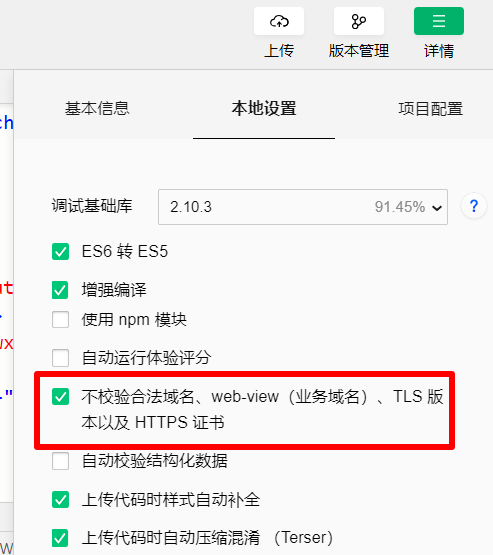 上传 版本管理 详情
基本信息 本地设置 项目配置
ch
调试基础库 2.10.3 91.45% ?
ES6 转 ES5
ut
增强编译
使用 npm 模块
wx
自动运行体验评分
不校验合法域名、web-view（业务域名）、TLS 版
本以及 HTTPS 证书
自动校验结构化数据
上传代码时样式自动补全
上传代码时自动压缩混淆 （Terser）
W